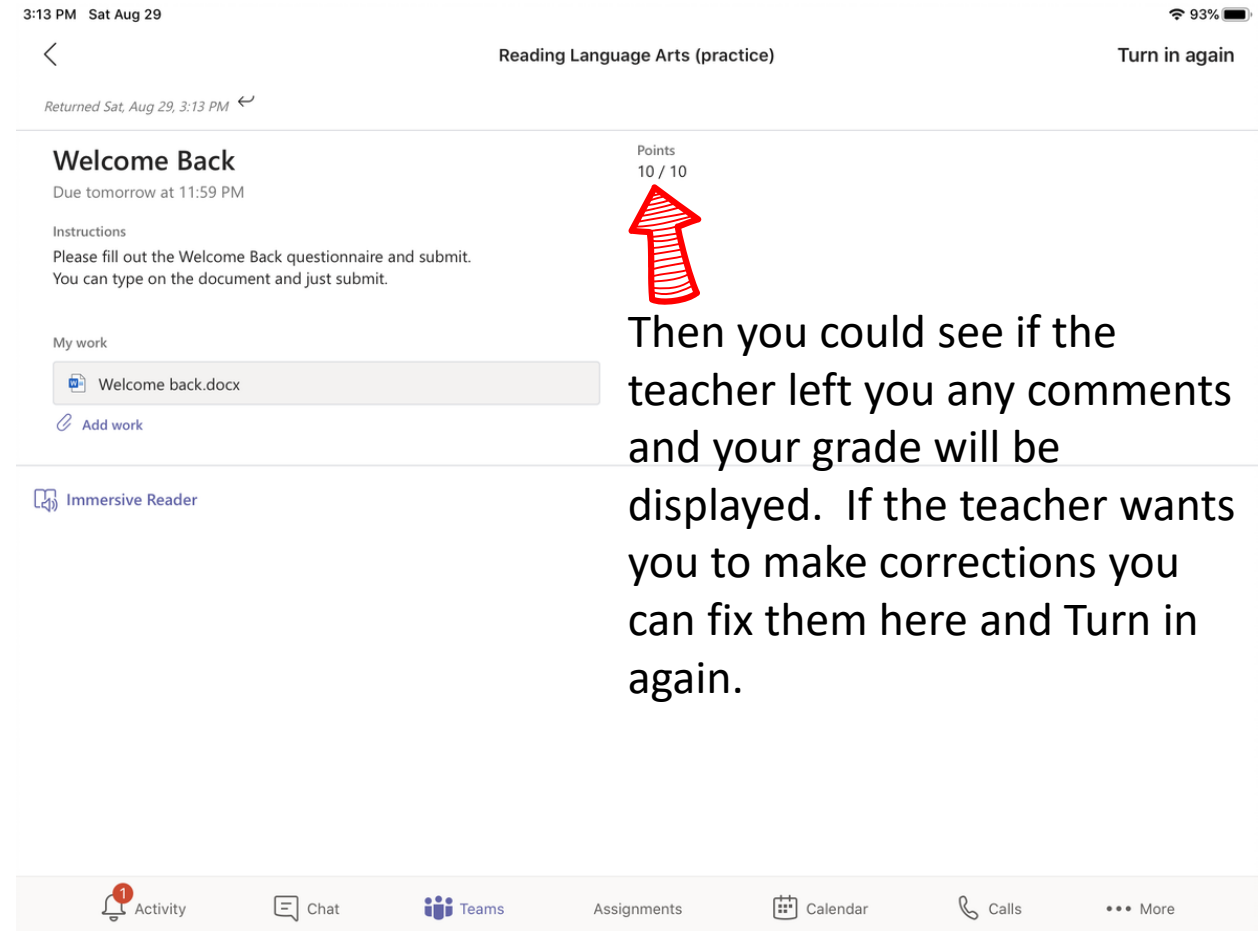 3:13 PM Sat Aug 29
93%
Reading Language Arts (practice)
Turn in again
Returned Sat, Aug 29, 3:13 PM
Welcome Back
Due tomorrow at 11:59 PM
Points
10 / 10
Instructions
Please fill out the Welcome Back questionnaire and submit.
You can type on the document and just submit.
My work
Welcome back.docx
Add work
Immersive Reader
Then you could see if the
teacher left you any comments
and your grade will be
displayed. If the teacher wants
you to make corrections you
can fix them here and Turn in
again.
1
Activity
Chat
Teams
Assignments
Calendar
Calls
More